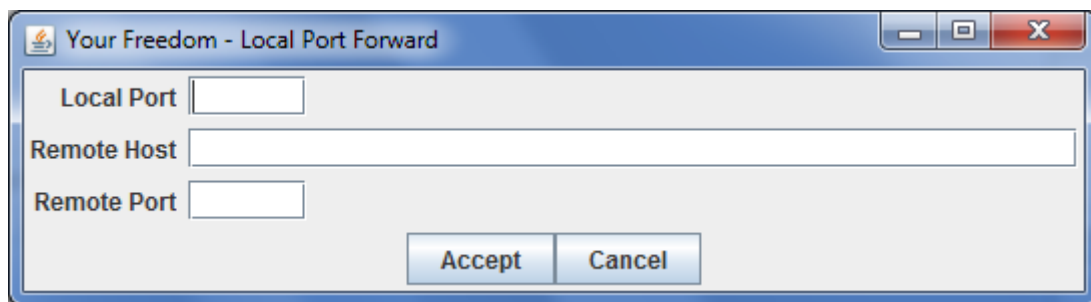 Your Freedom - Local Port Forward
Local Port
Remote Host
Remote Port
Accept Cancel